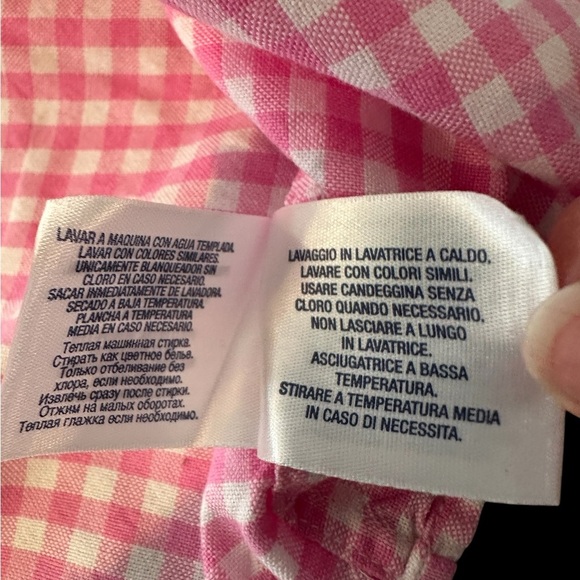 LAVAR A MAQUINA CON AGUA TEMPLADA.
LAVAR CON COLORES SIMILARES.
UNICAMENTE BLANQUEADOR SIN
CLORO EN CASO NECESARIO.
SACAR INMEDIATAMENTE DE LAVADORA.
SECADO A BAJA TEMPERATURA.
PLANCHA A TEMPERATURA
MEDIA EN CASO NECESARIO.
Теплая машинная стирка.
Стирать как цветное белье.
Только отбеливание без
хлора, если необходимо.
Извлечь сразу после стирки.
Отжим на малых оборотах.
Теплая глажка если необходимо.
LAVAGGIO IN LAVATRICE A CALDO.
LAVARE CON COLORI SIMILI.
USARE CANDEGGINA SENZA
CLORO QUANDO NECESSARIO.
NON LASCIARE A LUNGO
IN LAVATRICE.
ASCIUGATRICE A BASSA
TEMPERATURA.
STIRARE A TEMPERATURA MEDIA
IN CASO DI NECESSITA.